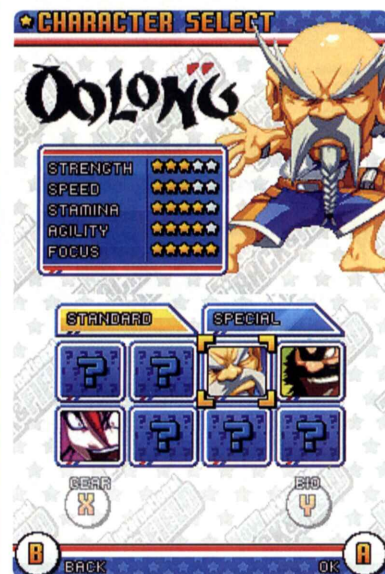 CHARACTER SELECT
OOLONG
STRENGTH
SPEED
STAMINA
AGILITY
FOCUS
STANDARD SPECIAL
? ?
? ? ?
GEAR BIO
X Y
B BACK OK A